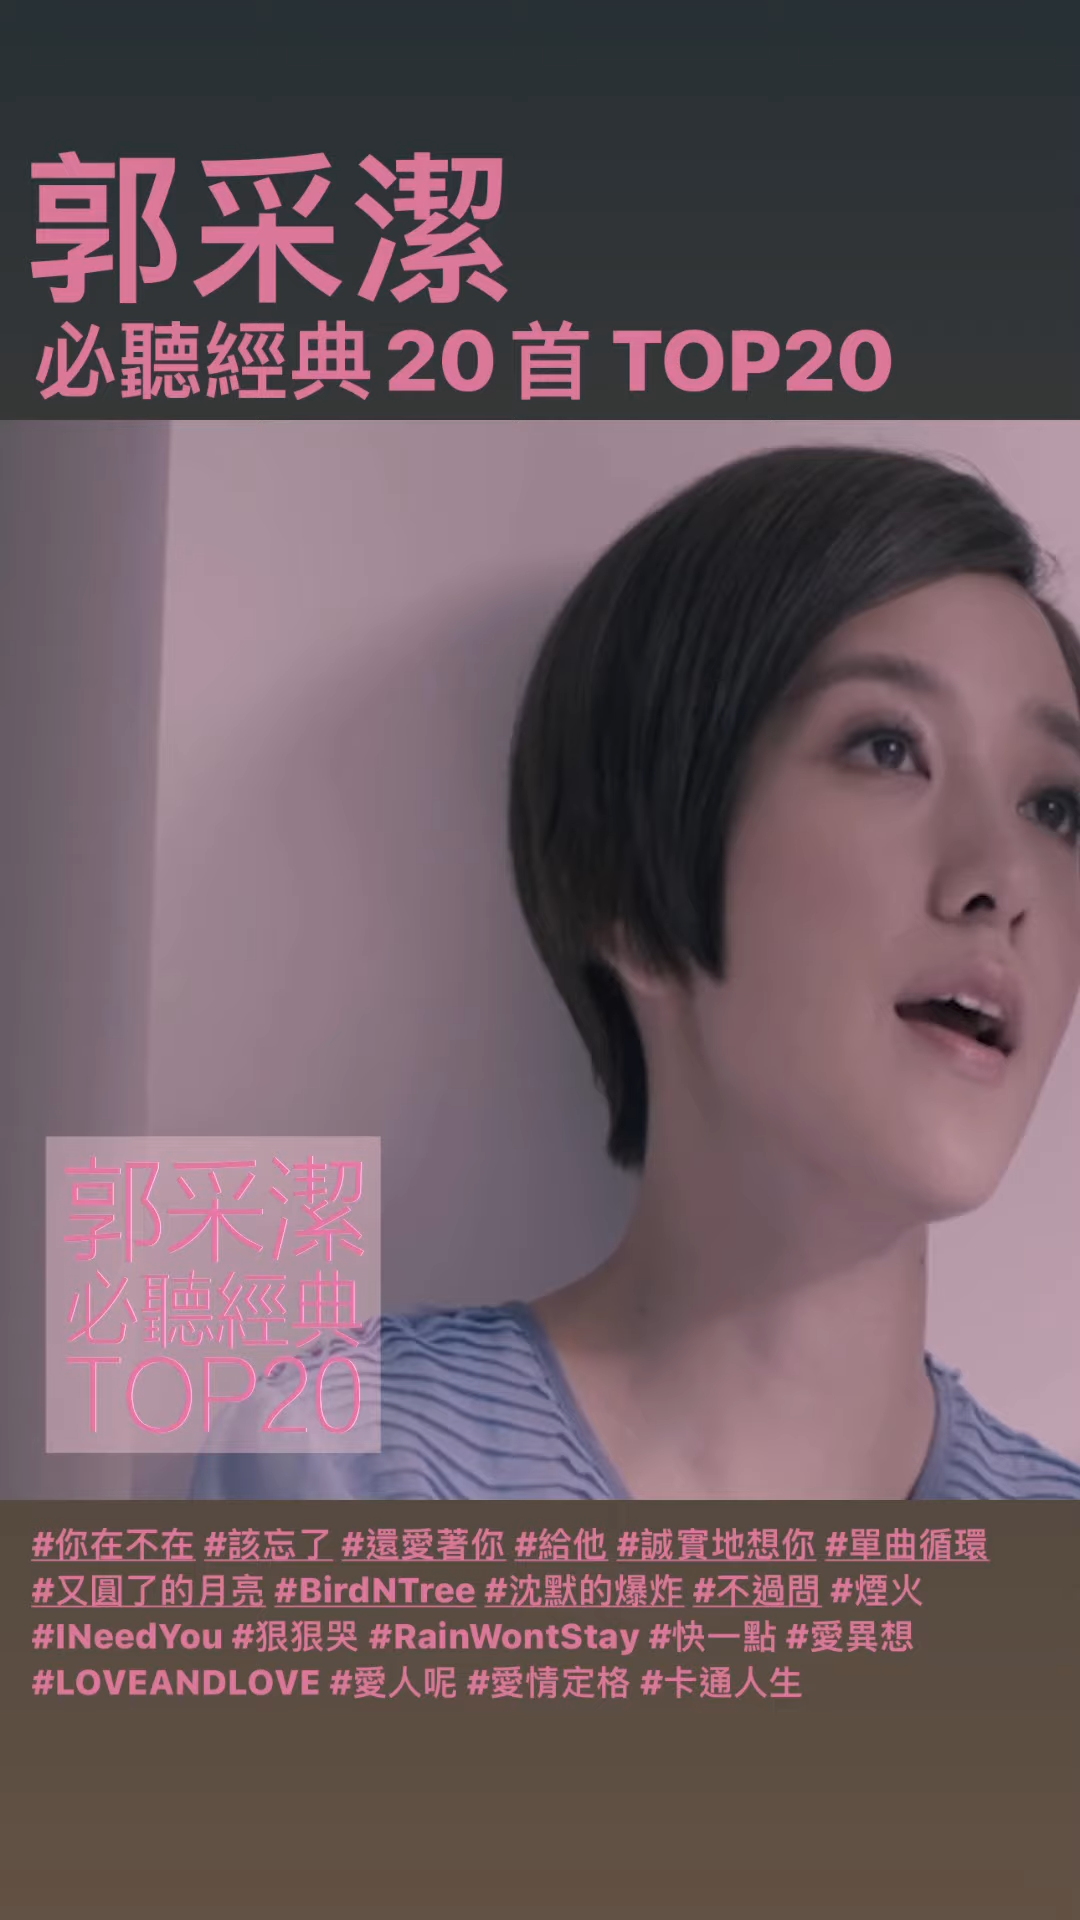 郭采潔
必聽經典20首 TOP20
郭采潔
必聽經典
TOP20
#你在不在 #該忘了 #還愛著你 #給他 #誠實地想你 #單曲循環
#又圓了的月亮 #BirdNTree #沈默的爆炸 #不過問 #煙火
#INeedYou #狠狠哭 #RainWontStay #快一點 #愛異想
#LOVEANDLOVE #愛人呢 #愛情定格 #卡通人生